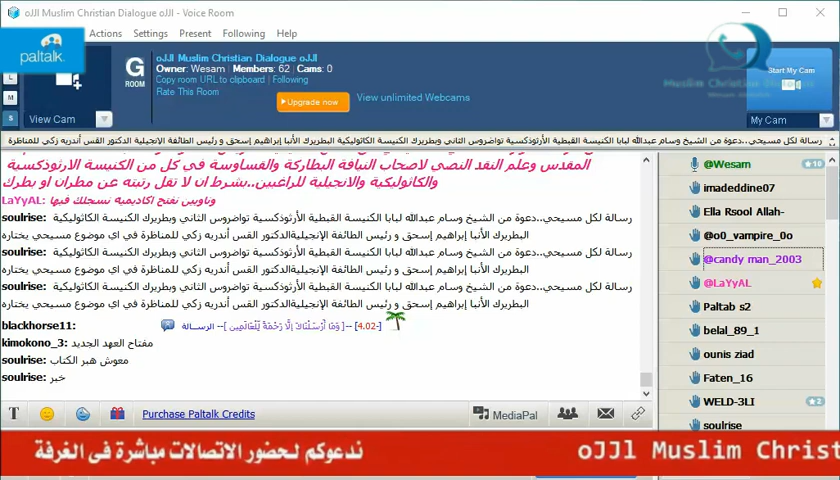 oJJl Muslim Christian Dialogue oJJl - Voice Room
Actions Settings Present Following Help
paltalk
L
M
S
View Cam
G
ROOM
oJJl Muslim Christian Dialogue oJJl
Owner: Wesam Members: 62 Cams: 0
Copy room URL to clipboard | Following
Rate This Room
Upgrade now
View unlimited Webcams
Start My Cam
My Cam
رسالة لكل مسيحي..دعوة من الشيخ وسام عبدالله لبابا الكنيسة القبطية الأرثوذكسية تواضروس الثاني وبطريرك الكنيسة الكاثوليكية البطريرك الأنبا إبراهيم إسحق و رئيس الطائفة الإنجيلية الدكتور القس أندريه زكي للمناظرة
المقدس وعلم النقد النصي لاصحاب النيافة البطاركة والقساوسة في كل من الكنيسة الارثوذكسية
والكاثوليكية والانجيلية للراغبين..بشرط ان لا تقل رتبته عن مطران او بطرك
LaYyAL: وناويين نفتح اكاديميه نسجلك فيها
soulrise: رسالة لكل مسيحي..دعوة من الشيخ وسام عبدالله لبابا الكنيسة القبطية الأرثوذكسية تواضروس الثاني وبطريرك الكنيسة الكاثوليكية
البطريرك الأنبا إبراهيم إسحق و رئيس الطائفة الإنجيليةالدكتور القس أندريه زكي للمناظرة في اي موضوع مسيحي يختاره
soulrise: رسالة لكل مسيحي..دعوة من الشيخ وسام عبدالله لبابا الكنيسة القبطية الأرثوذكسية تواضروس الثاني وبطريرك الكنيسة الكاثوليكية
البطريرك الأنبا إبراهيم إسحق و رئيس الطائفة الإنجيليةالدكتور القس أندريه زكي للمناظرة في اي موضوع مسيحي يختاره
soulrise: رسالة لكل مسيحي..دعوة من الشيخ وسام عبدالله لبابا الكنيسة القبطية الأرثوذكسية تواضروس الثاني وبطريرك الكنيسة الكاثوليكية
البطريرك الأنبا إبراهيم إسحق و رئيس الطائفة الإنجيليةالدكتور القس أندريه زكي للمناظرة في اي موضوع مسيحي يختاره
blackhorse11: الرسالة --[ وَمَا أَرْسَلْنَاكَ إِلَّا رَحْمَةً لِّلْعَالَمِينَ ]-- [4.02-]
kimokono_3: مفتاح العهد الجديد
soulrise: معوش هبر الكتاب
soulrise: خبر
@Wesam
imadeddine07
Ella Rsool Allah-
@o0_vampire_0o
@candy man_2003
@LaYyAL
Paltab s2
belal_89_1
ounis ziad
Faten_16
WELD-3LI
soulrise
T Purchase Paltalk Credits MediaPal
ندعوكم لحضور الاتصالات مباشرة في الغرفة
oJJl Muslim Christ